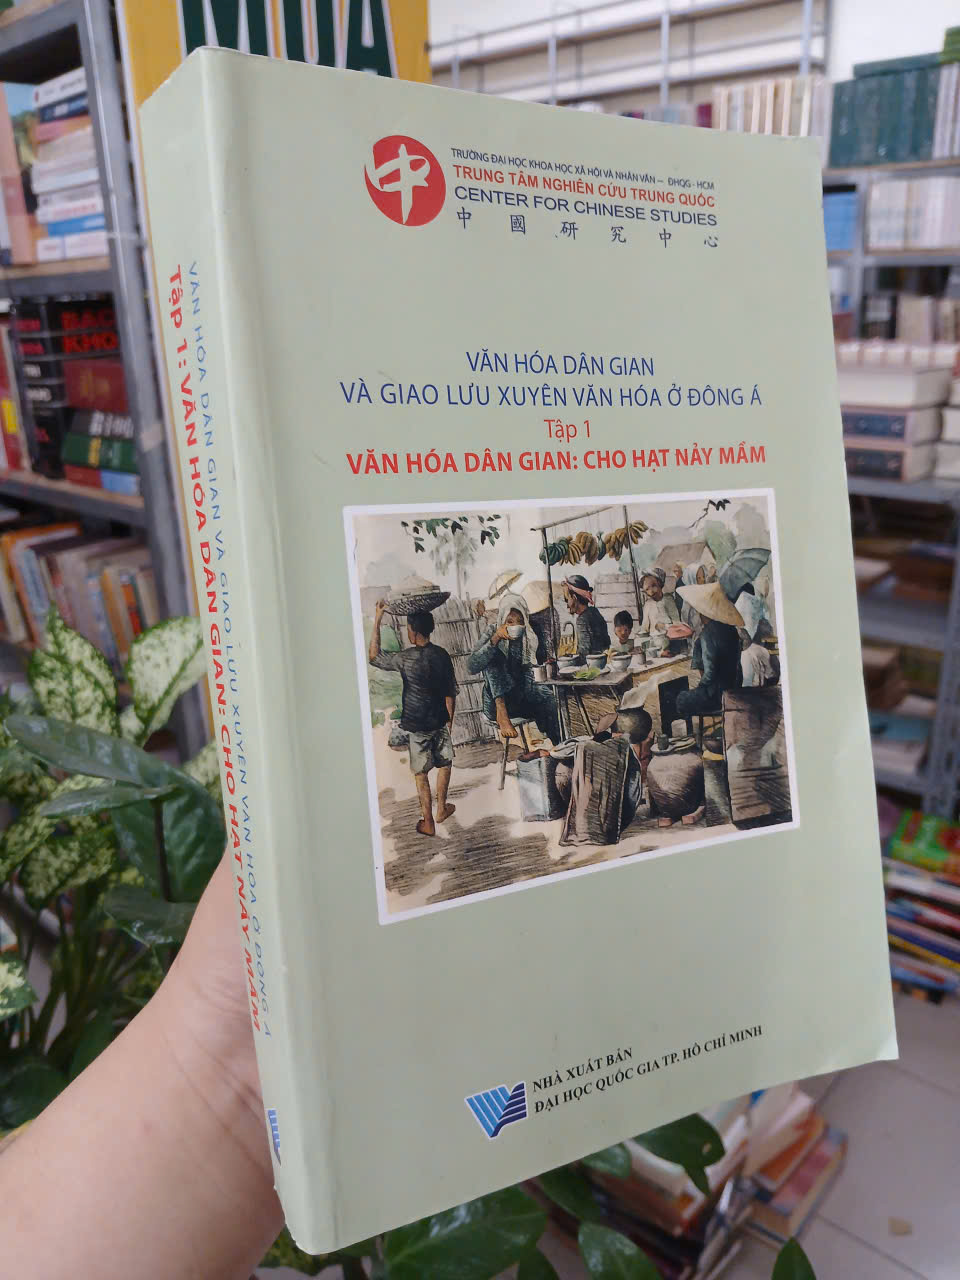 MUA
TRƯỜNG ĐẠI HỌC KHOA HỌC XÃ HỘI VÀ NHÂN VĂN – ĐHQG - HCM
TRUNG TÂM NGHIÊN CỨU TRUNG QUỐC
CENTER FOR CHINESE STUDIES
中國研究中心
中
VĂN HÓA DÂN GIAN
VÀ GIAO LƯU XUYÊN VĂN HÓA Ở ĐÔNG Á
Tập 1
VĂN HÓA DÂN GIAN: CHO HẠT NẢY MẦM
NHÀ XUẤT BẢN
ĐẠI HỌC QUỐC GIA TP. HỒ CHÍ MINH
VĂN HÓA DÂN GIAN VÀ GIAO LƯU XUYÊN VĂN HÓA Ở ĐÔNG Á
Tập 1: VĂN HÓA DÂN GIAN: CHO HẠT NẢY MẦM